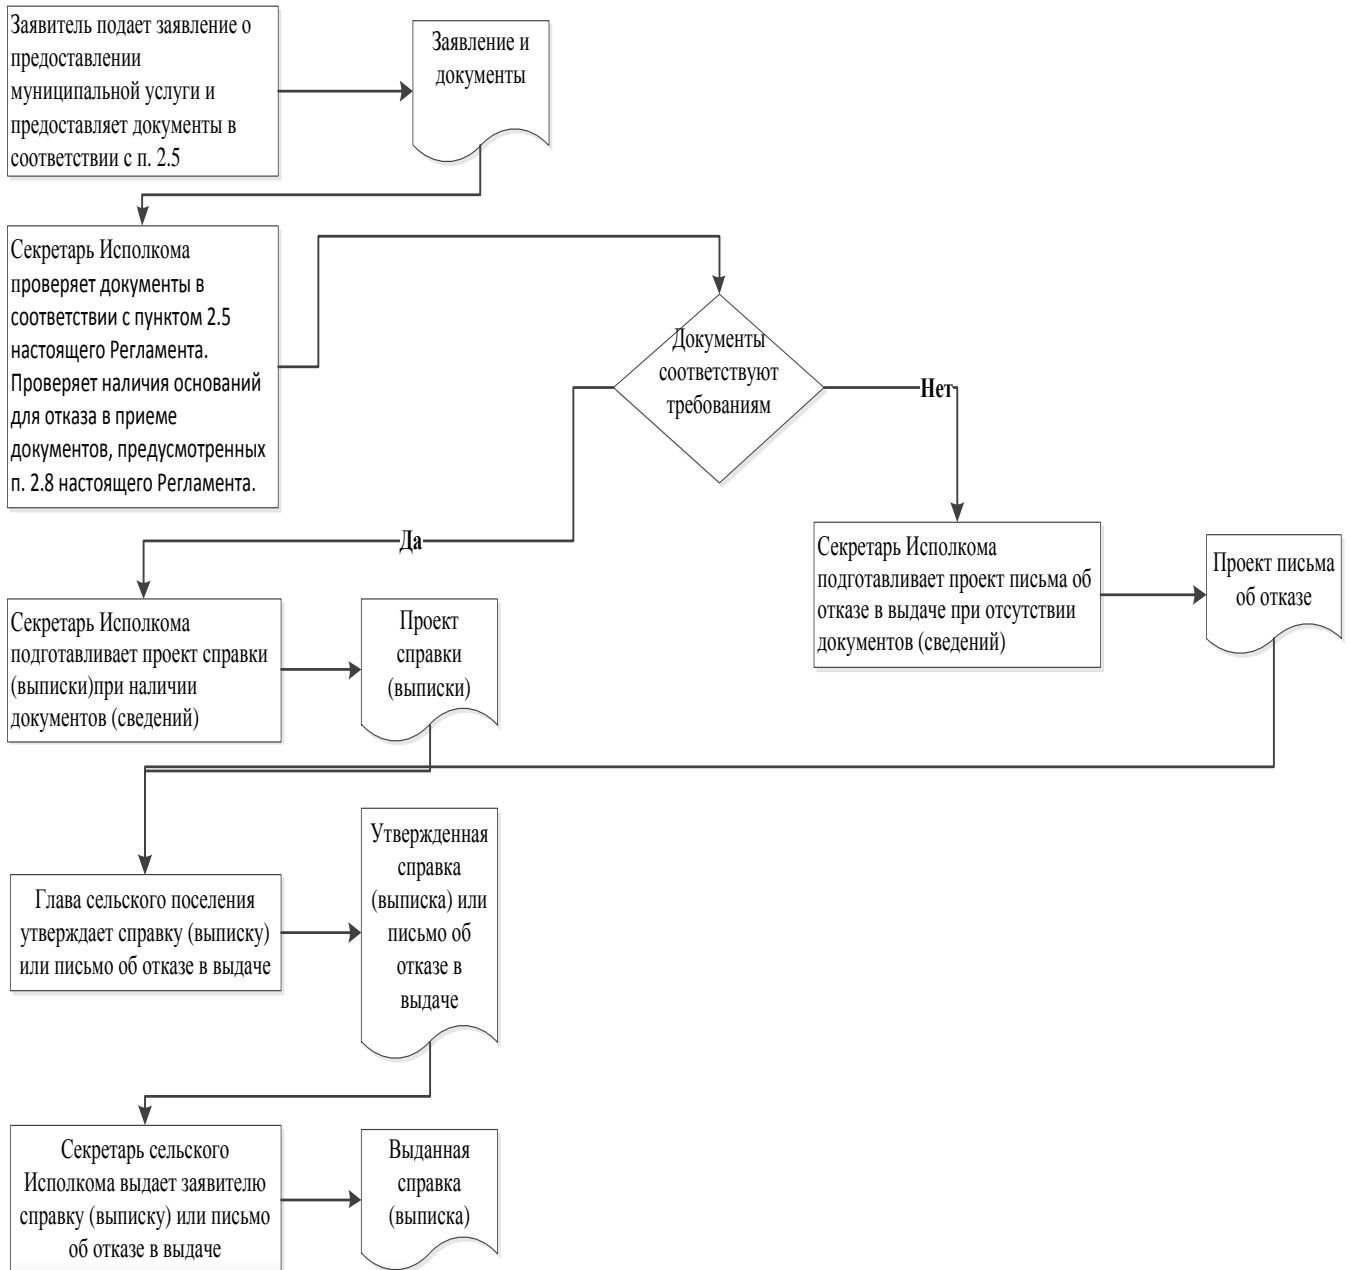 Заявитель подает заявление о
предоставлении
муниципальной услуги и
предоставляет документы в
соответствии с п. 2.5
Заявление и
документы
Секретарь Исполкома
проверяет документы в
соответствии с пунктом 2.5
настоящего Регламента.
Проверяет наличия оснований
для отказа в приеме
документов, предусмотренных
п. 2.8 настоящего Регламента.
Документы
соответствуют
требованиям
Нет
Да
Секретарь Исполкома
подготавливает проект письма об
отказе в выдаче при отсутствии
документов (сведений)
Проект письма
об отказе
Секретарь Исполкома
подготавливает проект справки
(выписки)при наличии
документов (сведений)
Проект
справки
(выписки)
Глава сельского поселения
утверждает справку (выписку)
или письмо об отказе в выдаче
Утвержденная
справка
(выписка) или
письмо об
отказе в
выдаче
Секретарь сельского
Исполкома выдает заявителю
справку (выписку) или письмо
об отказе в выдаче
Выданная
справка
(выписка)